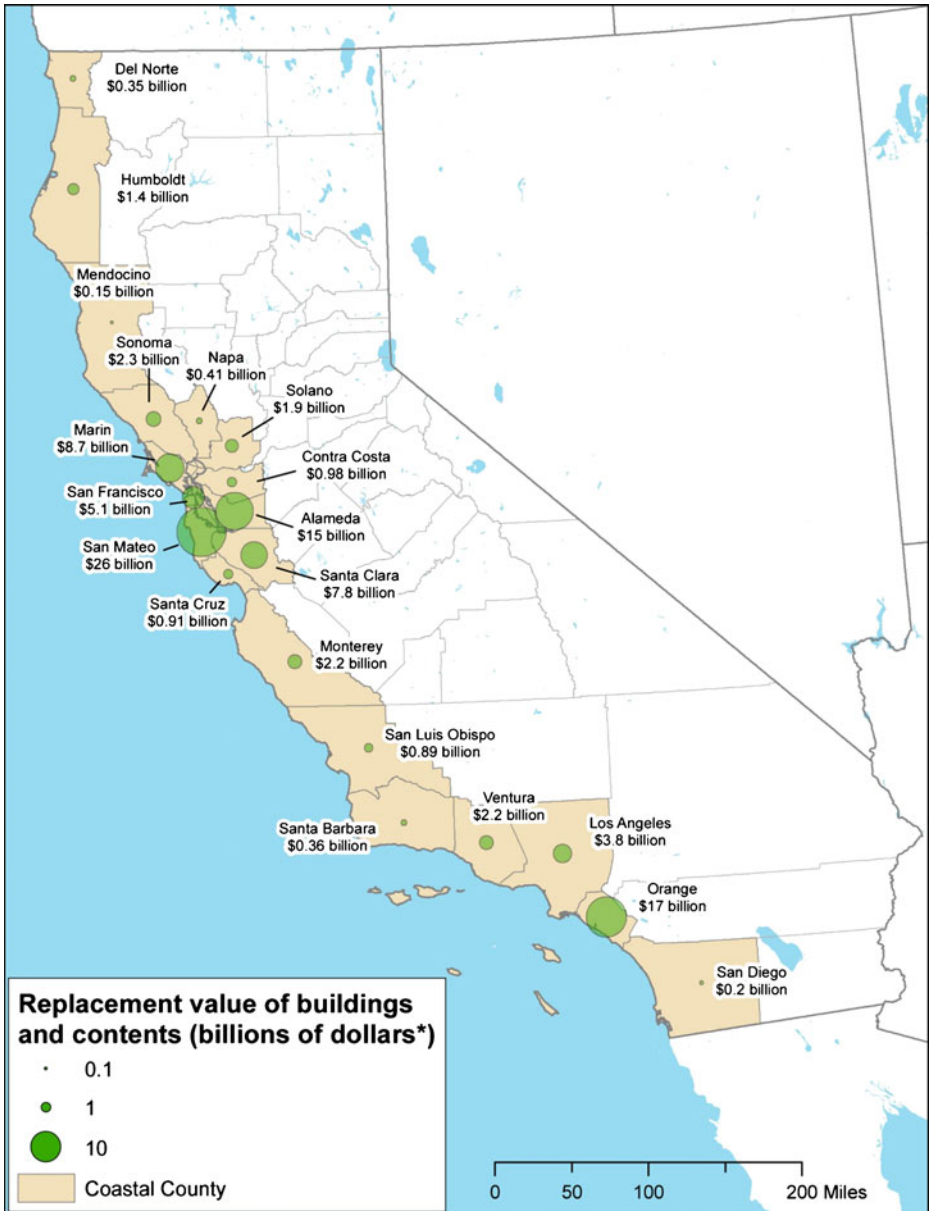 Del Norte
$0.35 billion
Humboldt
$1.4 billion
Mendocino
$0.15 billion
Sonoma
$2.3 billion
Napa
$0.41 billion
Solano
$1.9 billion
Marin
$8.7 billion
Contra Costa
$0.98 billion
San Francisco
$5.1 billion
Alameda
$15 billion
San Mateo
$26 billion
Santa Clara
$7.8 billion
Santa Cruz
$0.91 billion
Monterey
$2.2 billion
San Luis Obispo
$0.89 billion
Ventura
$2.2 billion
Santa Barbara
$0.36 billion
Los Angeles
$3.8 billion
Orange
$17 billion
San Diego
$0.2 billion
Replacement value of buildings
and contents (billions of dollars*)
0.1
1
10
Coastal County
0 50 100 200 Miles